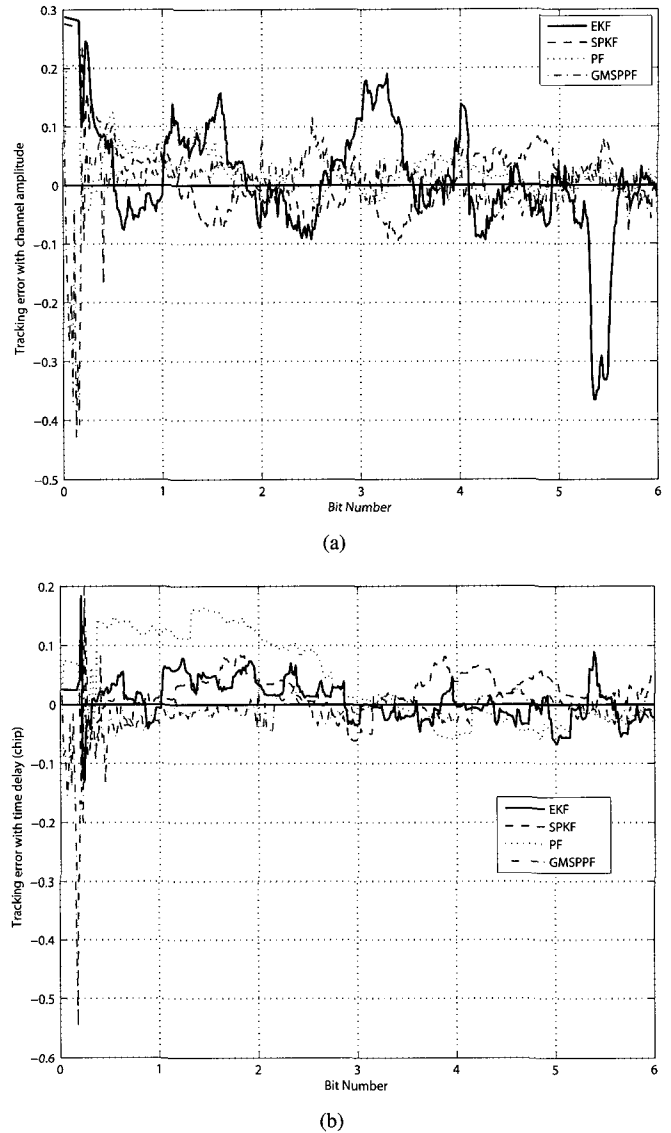 0.3
0.2
0.1
0
−0.1
−0.2
−0.3
−0.4
−0.5
Tracking error with channel amplitude
EKF
SPKF
PF
GMSPPF
0 1 2 3 4 5 6
Bit Number
(a)
0.2
0.1
0
−0.1
−0.2
−0.3
−0.4
−0.5
−0.6
Tracking error with time delay (chip)
EKF
SPKF
PF
GMSPPF
0 1 2 3 4 5 6
Bit Number
(b)